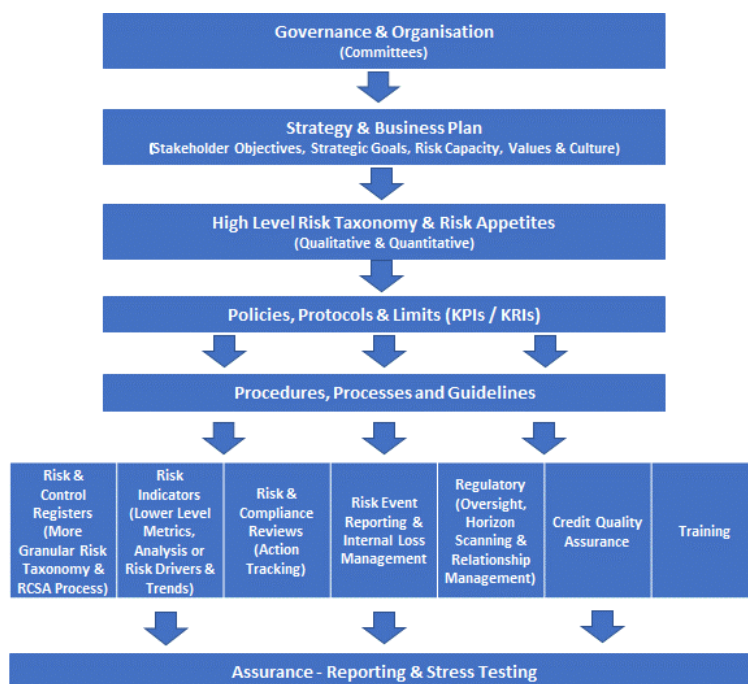 Governance & Organisation
(Committees)
Strategy & Business Plan
(Stakeholder Objectives, Strategic Goals, Risk Capacity, Values & Culture)
High Level Risk Taxonomy & Risk Appetites
(Qualitative & Quantitative)
Policies, Protocols & Limits (KPIs / KRIs)
Procedures, Processes and Guidelines
Risk &
Control
Registers
(More
Granular Risk
Taxonomy &
RCSA Process)
Risk
Indicators
(Lower Level
Metrics,
Analysis or
Risk Drivers &
Trends)
Risk &
Compliance
Reviews
(Action
Tracking)
Risk Event
Reporting &
Internal Loss
Management
Regulatory
(Oversight,
Horizon
Scanning &
Relationship
Management)
Credit Quality
Assurance
Training
Assurance - Reporting & Stress Testing